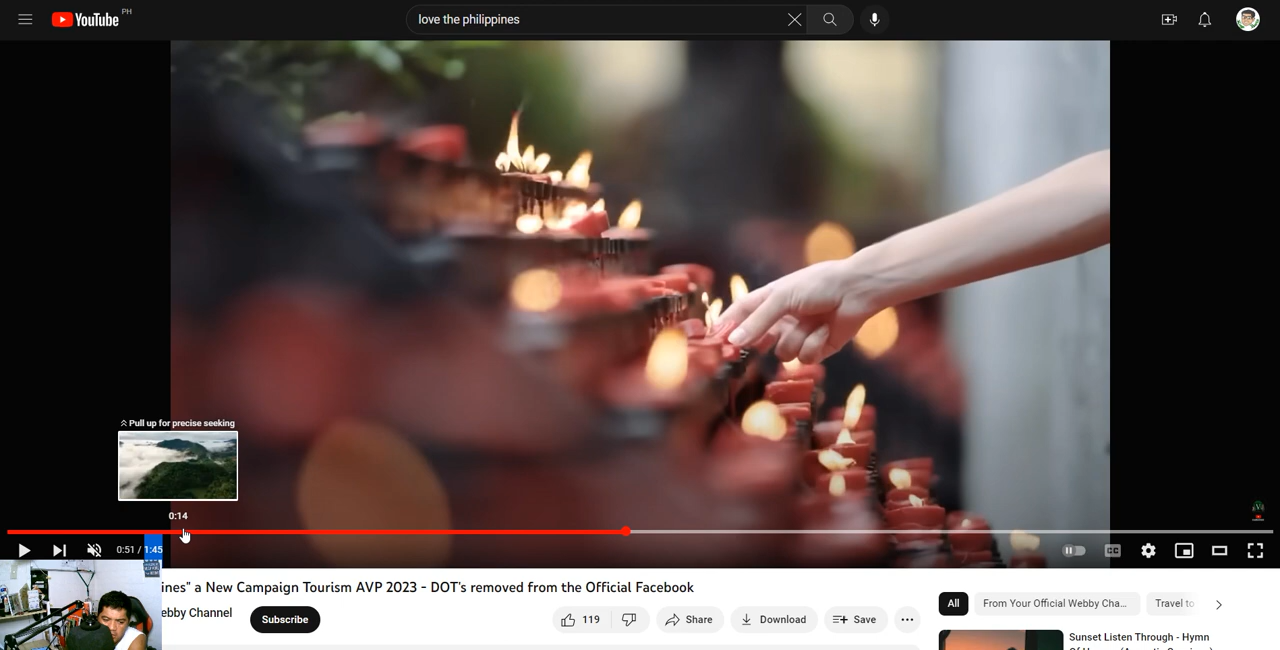 YouTube PH
love the philippines
Pull up for precise seeking
0:14
0:51 / 1:45
CC
ines" a New Campaign Tourism AVP 2023 - DOT's removed from the Official Facebook
ebby Channel
Subscribe
119
Share
Download
Save
All
From Your Official Webby Cha...
Travel to
Sunset Listen Through - Hymn